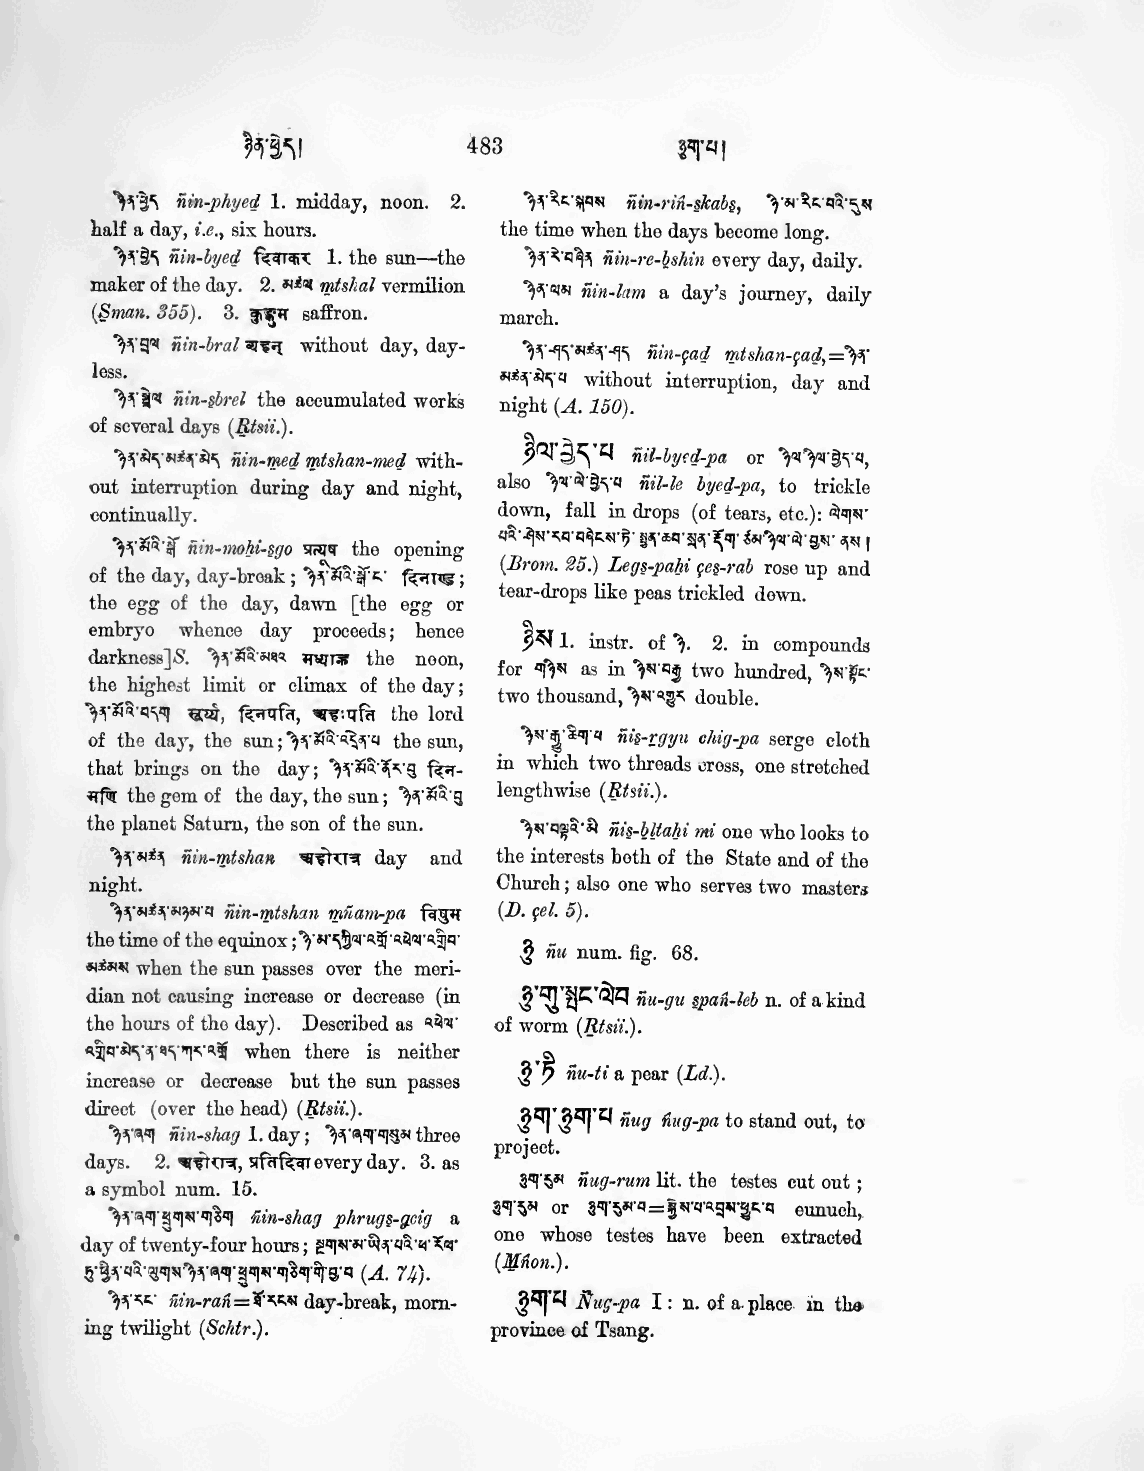 ཉིན་ཕྱེད། 483 ཉུག་པ།
ཉིན་ཕྱེད ñin-phyed 1. midday, noon. 2.
half a day, i.e., six hours.
ཉིན་བྱེད ñin-byed दिवाकर 1. the sun—the
maker of the day. 2. མཚལ mtshal vermilion
(Sman. 355). 3. कुङ्कुम saffron.
ཉིན་བྲལ ñin-bral अहन् without day, day-
less.
ཉིན་སྦྲེལ ñin-sbrel the accumulated works
of several days (Rtsii.).
ཉིན་མེད་མཚན་མེད ñin-med mtshan-med with-
out interruption during day and night,
continually.
ཉིན་མོའི་སྒོ ñin-moḥi-sgo प्रत्यूष the opening
of the day, day-break; ཉིན་མོའི་སྒོ་ང་ दिनाण्ड;
the egg of the day, dawn [the egg or
embryo whence day proceeds; hence
darkness]S. ཉིན་མོའི་མཐའ मध्याह्न the noon,
the highest limit or climax of the day;
ཉིན་མོའི་བདག सूर्य्य, दिनपति, अहःपति the lord
of the day, the sun; ཉིན་མོའི་འདྲེན་པ the sun,
that brings on the day; ཉིན་མོའི་ནོར་བུ दिन-
मणि the gem of the day, the sun; ཉིན་མོའི་བུ
the planet Saturn, the son of the sun.
ཉིན་མཚན ñin-mtshan अहोरात्र day and
night.
ཉིན་མཚན་མཉམ་པ ñin-mtshan mñam-pa विषुम
the time of the equinox; ཉི་མ་དཀྱིལ་འགྲོ་འཕེལ་འགྲིབ་
མཚམས when the sun passes over the meri-
dian not causing increase or decrease (in
the hours of the day). Described as འཕེལ་
འགྲིབ་མེད་ན་ཐད་ཀར་འགྲོ when there is neither
increase or decrease but the sun passes
direct (over the head) (Rtsii.).
ཉིན་ཞག ñin-shag 1. day; ཉིན་ཞག་གསུམ three
days. 2. अहोरात्र, प्रतिदिवा every day. 3. as
a symbol num. 15.
ཉིན་ཞག་ཕྲུགས་གཅིག ñin-shag phrugs-gcig a
day of twenty-four hours;
(A. 74).
ཉིན་རང་ ñin-rañ=ཐོ་རངས day-break, morn-
ing twilight (Schtr.).
ཉིན་རིང་སྐབས ñin-riñ-skabs, ཉི་མ་རིང་བའི་དུས
the time when the days become long.
ཉིན་རེ་བཞིན ñin-re-bshin every day, daily.
ཉིན་ལམ ñin-lam a day's journey, daily
march.
ཉིན་ཤད་མཚན་ཤད ñin-çad mtshan-çad,=ཉིན་
མཚན་མེད་པ without interruption, day and
night (A. 150).
ཉིལ་བྱེད་པ ñil-byed-pa or ཉིལ་ཉིལ་བྱེད་པ,
also ཉིལ་ལེ་བྱེད་པ ñil-le byed-pa, to trickle
down, fall in drops (of tears, etc.): ལེགས་
པའི་ཤེས་རབ་བཞེངས་ཏེ་
(Brom. 25.) Legs-paḥi çes-rab rose up and
tear-drops like peas trickled down.
ཉིས 1. instr. of ཉི. 2. in compounds
for གཉིས as in ཉིས་བརྒྱ two hundred, ཉིས་སྟོང་
two thousand, ཉིས་འགྱུར double.
ཉིས་རྒྱུ་ཆིག་པ ñis-rgyu chig-pa serge cloth
in which two threads cross, one stretched
lengthwise (Rtsii.).
ཉིས་བལྟའི་མི ñis-bltaḥi mi one who looks to
the interests both of the State and of the
Church; also one who serves two masters
(D. çel. 5).
ཉུ ñu num. fig. 68.
ཉུ་གུ་སྤང་ལེབ ñu-gu spañ-leb n. of a kind
of worm (Rtsii.).
ཉུ་ཏི ñu-ti a pear (Ld.).
ཉུག་ཉུག་པ ñug ñug-pa to stand out, to
project.
ཉུག་རུམ ñug-rum lit. the testes cut out;
ཉུག་རུམ or ཉུག་རུམ་པ= eunuch,
one whose testes have been extracted
(Mñon.).
ཉུག་པ Ñug-pa I: n. of a place in the
province of Tsang.